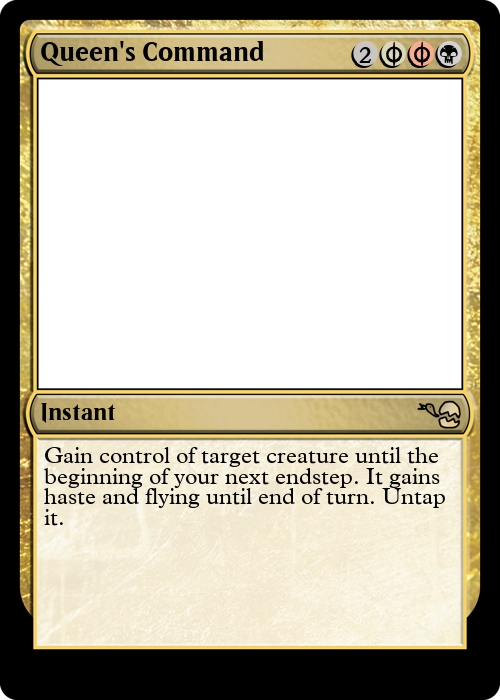 Queen's Command 2
Instant
Gain control of target creature until the
beginning of your next endstep. It gains
haste and flying until end of turn. Untap
it.